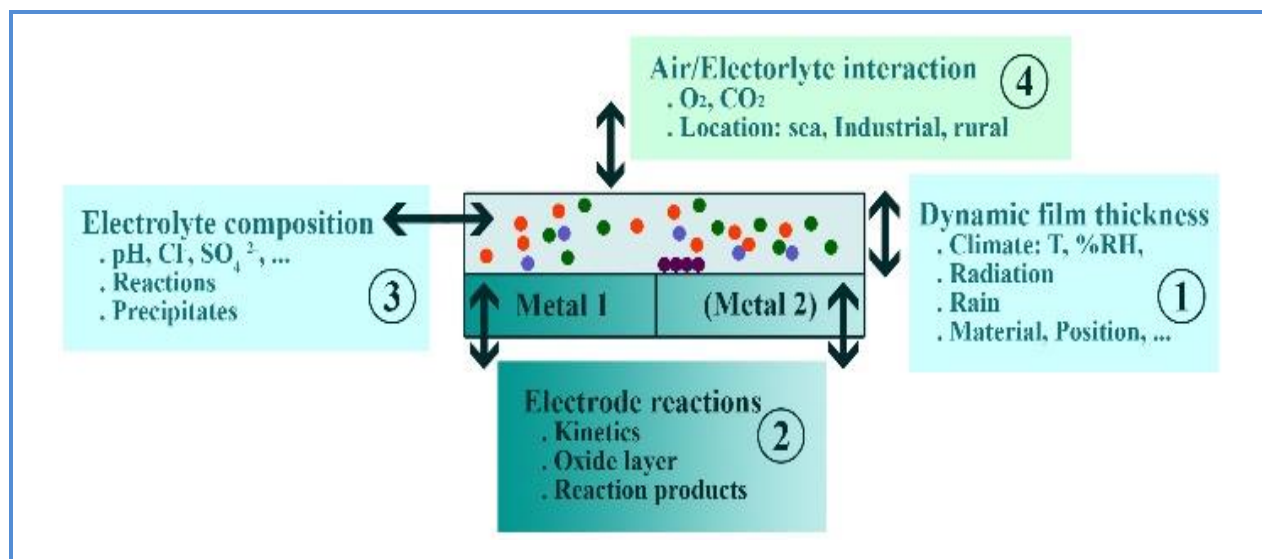 Air/Electorlyte interaction
. O₂, CO₂
. Location: sea, Industrial, rural
④
Electrolyte composition
. pH, Cl⁻, SO₄ ²⁻, ...
. Reactions
. Precipitates
③
Dynamic film thickness
. Climate: T, %RH,
. Radiation
. Rain
. Material, Position, ...
①
Metal 1
(Metal 2)
Electrode reactions
. Kinetics
. Oxide layer
. Reaction products
②